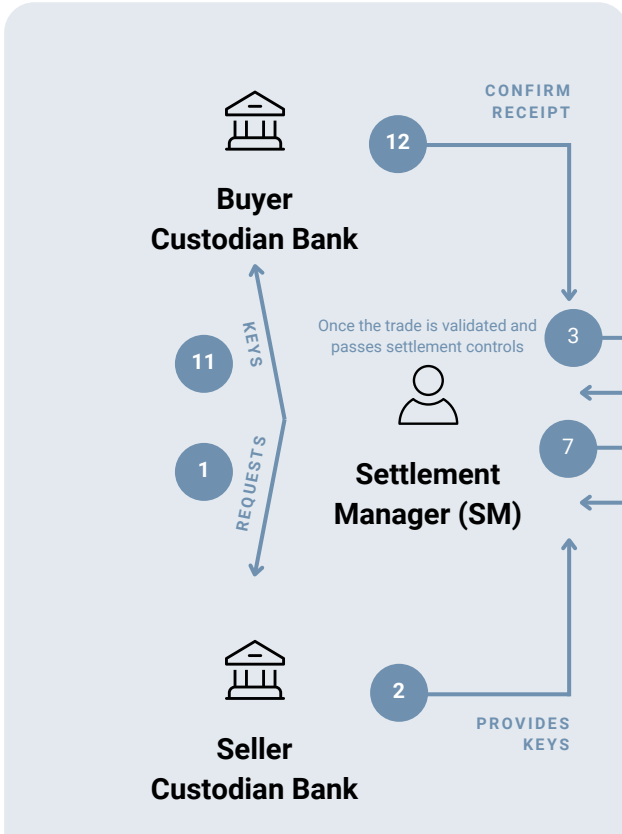 CONFIRM
RECEIPT
12
Buyer
Custodian Bank
KEYS
11
Once the trade is validated and
passes settlement controls
3
1
REQUESTS
7
Settlement
Manager (SM)
2
PROVIDES
KEYS
Seller
Custodian Bank